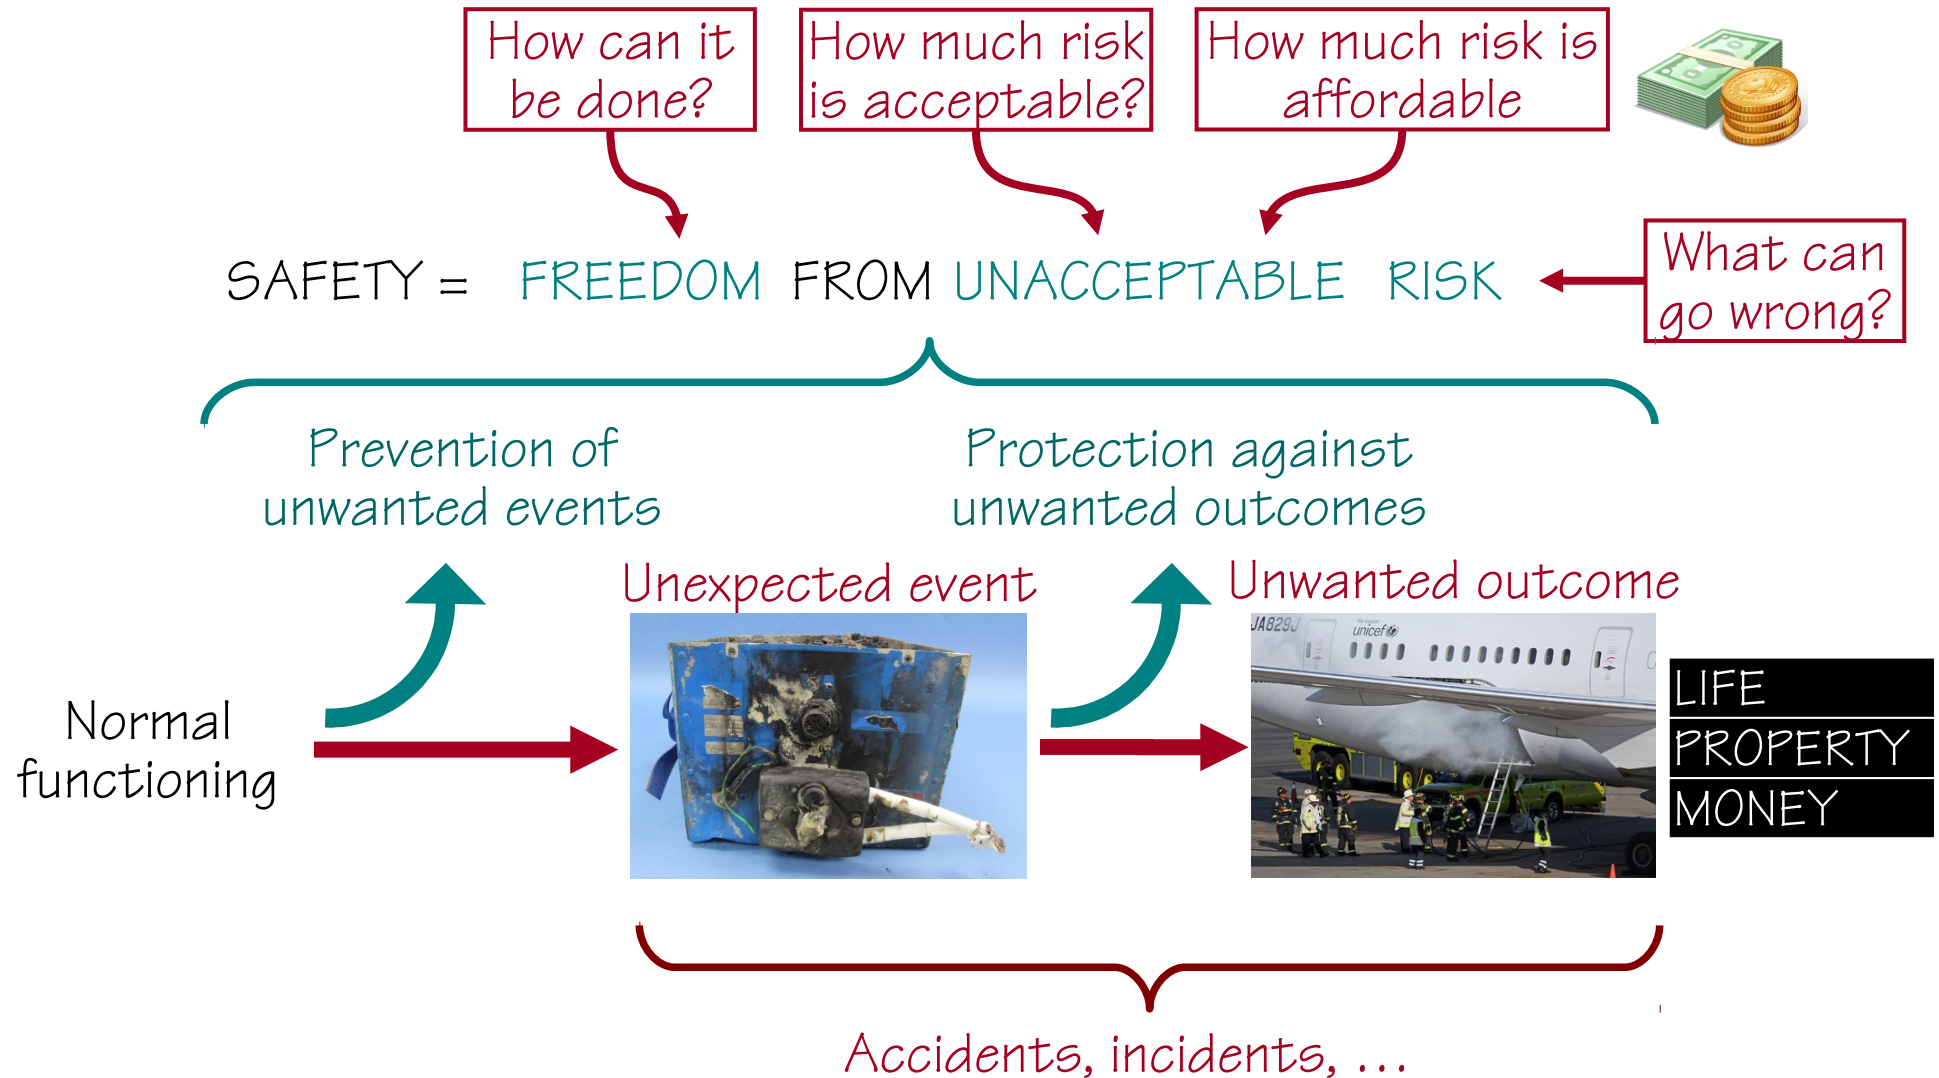 How can it
be done?
How much risk
is acceptable?
How much risk is
affordable
SAFETY = FREEDOM FROM UNACCEPTABLE RISK
What can
go wrong?
Prevention of
unwanted events
Protection against
unwanted outcomes
Unexpected event
Unwanted outcome
JA829J
unicef
Normal
functioning
LIFE
PROPERTY
MONEY
Accidents, incidents, ...